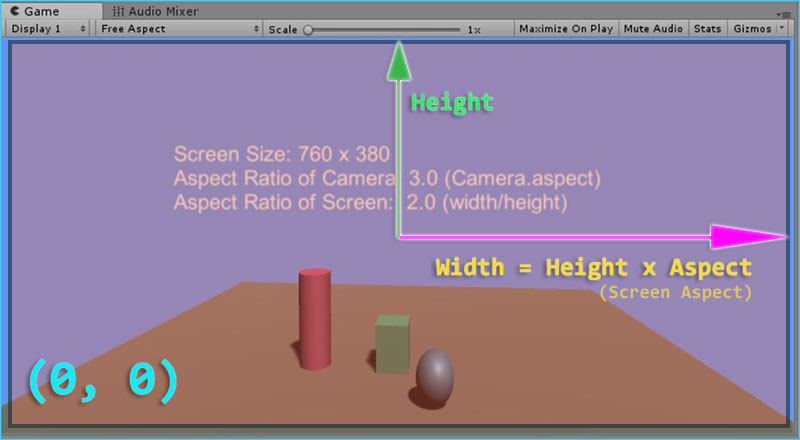 Game
Audio Mixer
Display 1
Free Aspect
Scale
1x
Maximize On Play
Mute Audio
Stats
Gizmos
Height
Screen Size: 760 x 380
Aspect Ratio of Camera: 3.0 (Camera.aspect)
Aspect Ratio of Screen: 2.0 (width/height)
Width = Height x Aspect
(Screen Aspect)
(0, 0)